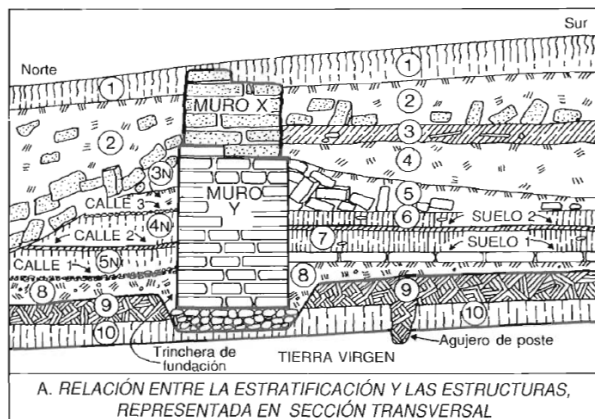 Norte
Sur
1
1
MURO X
2
2
3
4
3N
CALLE 3
MURO
Y
5
6
SUELO 2
4N
CALLE 2
7
SUELO 1
CALLE 1
5N
8
8
9
9
10
10
Trinchera de
fundación
TIERRA VIRGEN
Agujero de poste
A. RELACIÓN ENTRE LA ESTRATIFICACIÓN Y LAS ESTRUCTURAS,
REPRESENTADA EN SECCIÓN TRANSVERSAL